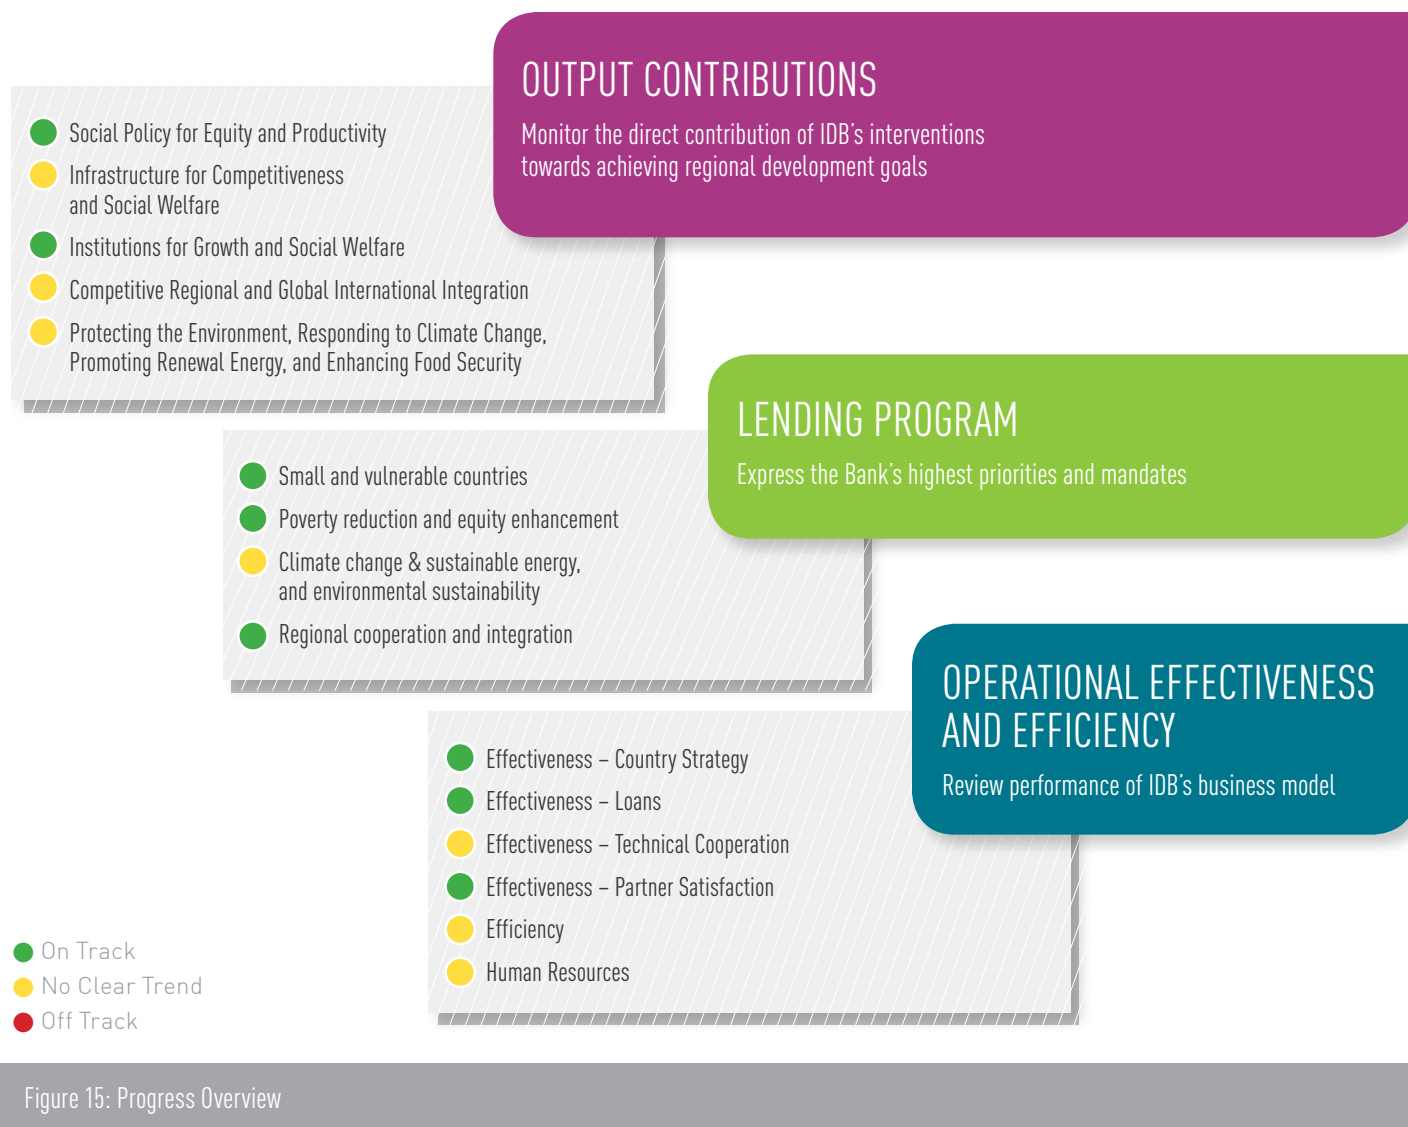 OUTPUT CONTRIBUTIONS
Monitor the direct contribution of IDB's interventions
towards achieving regional development goals
Social Policy for Equity and Productivity
Infrastructure for Competitiveness
and Social Welfare
Institutions for Growth and Social Welfare
Competitive Regional and Global International Integration
Protecting the Environment, Responding to Climate Change,
Promoting Renewal Energy, and Enhancing Food Security
LENDING PROGRAM
Express the Bank's highest priorities and mandates
Small and vulnerable countries
Poverty reduction and equity enhancement
Climate change & sustainable energy,
and environmental sustainability
Regional cooperation and integration
OPERATIONAL EFFECTIVENESS
AND EFFICIENCY
Review performance of IDB's business model
Effectiveness – Country Strategy
Effectiveness – Loans
Effectiveness – Technical Cooperation
Effectiveness – Partner Satisfaction
Efficiency
Human Resources
On Track
No Clear Trend
Off Track
Figure 15: Progress Overview